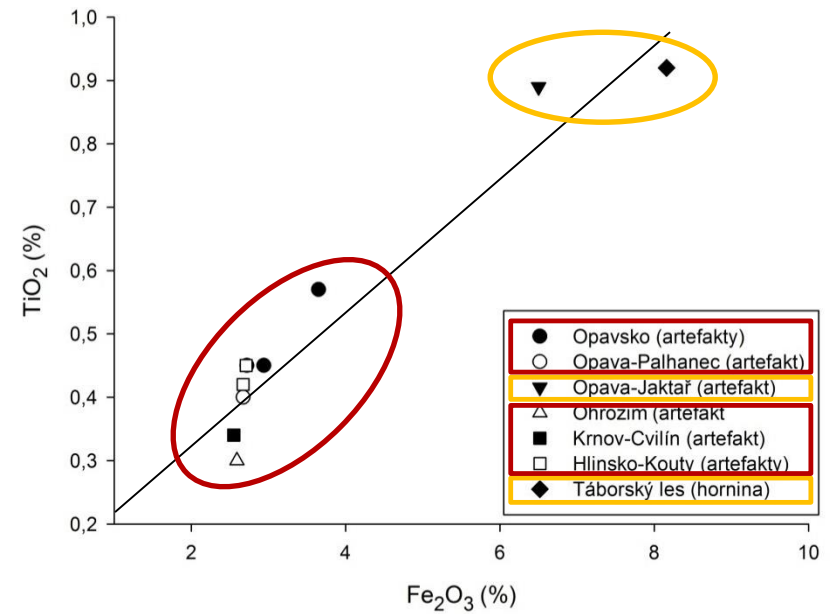 1,0
0,9
0,8
0,7
0,6
0,5
0,4
0,3
0,2
TiO2 (%)
2 4 6 8 10
Fe2O3 (%)
Opavsko (artefakty)
Opava-Palhanec (artefakt)
Opava-Jaktař (artefakt)
Ohrozim (artefakt
Krnov-Cvilín (artefakt)
Hlinsko-Kouty (artefakty)
Táborský les (hornina)